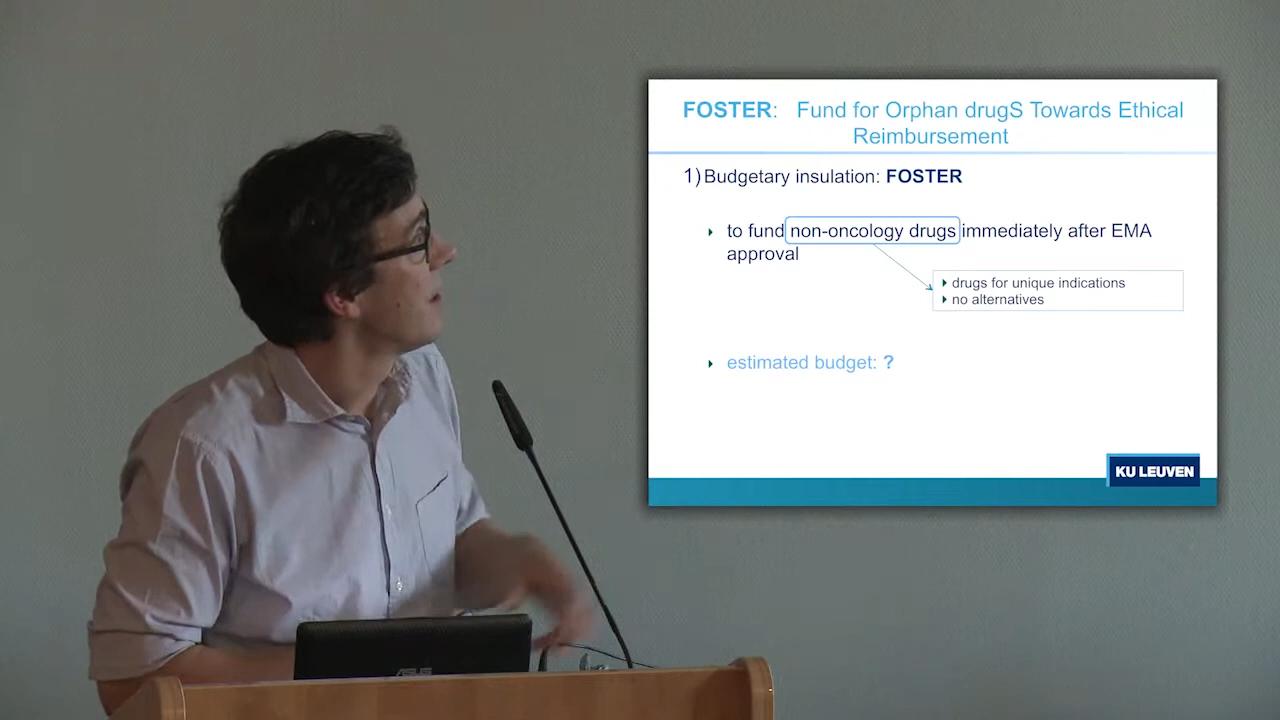 FOSTER: Fund for Orphan drugS Towards Ethical
Reimbursement
1) Budgetary insulation: FOSTER
to fund non-oncology drugs immediately after EMA
approval
drugs for unique indications
no alternatives
estimated budget: ?
KU LEUVEN
ASUS